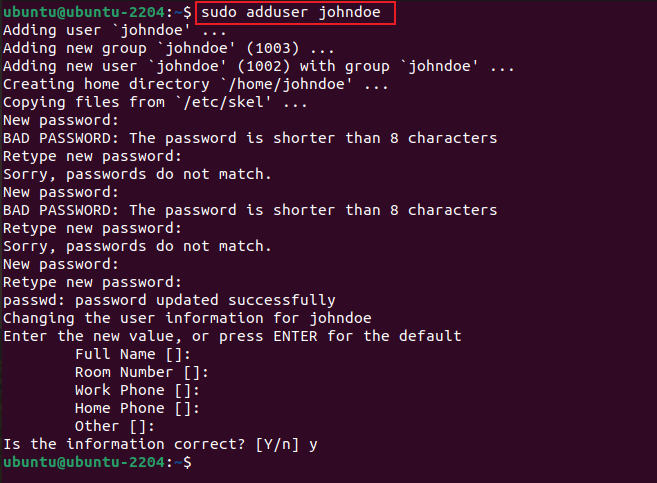 ubuntu@ubuntu-2204:~$ sudo adduser johndoe
Adding user `johndoe' ...
Adding new group `johndoe' (1003) ...
Adding new user `johndoe' (1002) with group `johndoe' ...
Creating home directory `/home/johndoe' ...
Copying files from `/etc/skel' ...
New password:
BAD PASSWORD: The password is shorter than 8 characters
Retype new password:
Sorry, passwords do not match.
New password:
BAD PASSWORD: The password is shorter than 8 characters
Retype new password:
Sorry, passwords do not match.
New password:
Retype new password:
passwd: password updated successfully
Changing the user information for johndoe
Enter the new value, or press ENTER for the default
        Full Name []:
        Room Number []:
        Work Phone []:
        Home Phone []:
        Other []:
Is the information correct? [Y/n] y
ubuntu@ubuntu-2204:~$